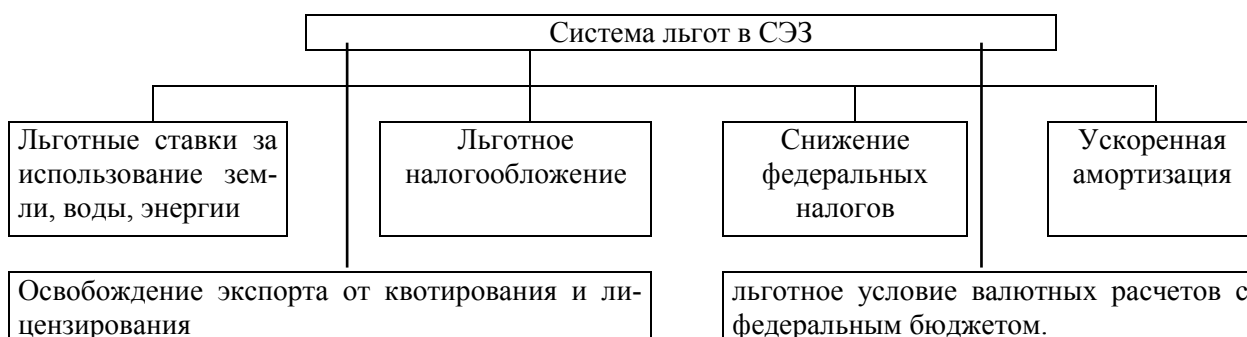 Система льгот в СЭЗ
Льготные ставки за
использование зем-
ли, воды, энергии
Льготное
налогообложение
Снижение
федеральных
налогов
Ускоренная
амортизация
Освобождение экспорта от квотирования и ли-
цензирования
льготное условие валютных расчетов с
федеральным бюджетом.